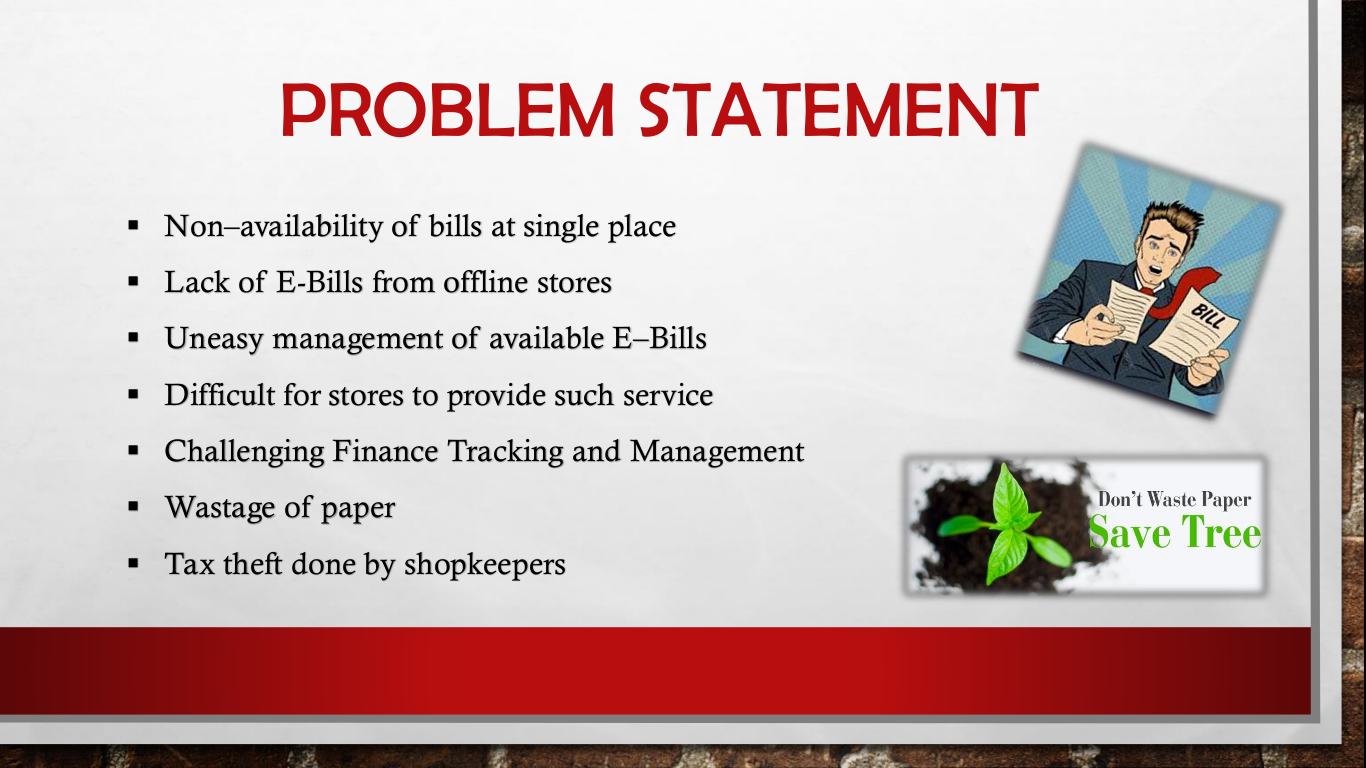 PROBLEM STATEMENT
▪ Non–availability of bills at single place
▪ Lack of E-Bills from offline stores
▪ Uneasy management of available E–Bills
▪ Difficult for stores to provide such service
▪ Challenging Finance Tracking and Management
▪ Wastage of paper
▪ Tax theft done by shopkeepers
BILL
Don't Waste Paper
Save Tree